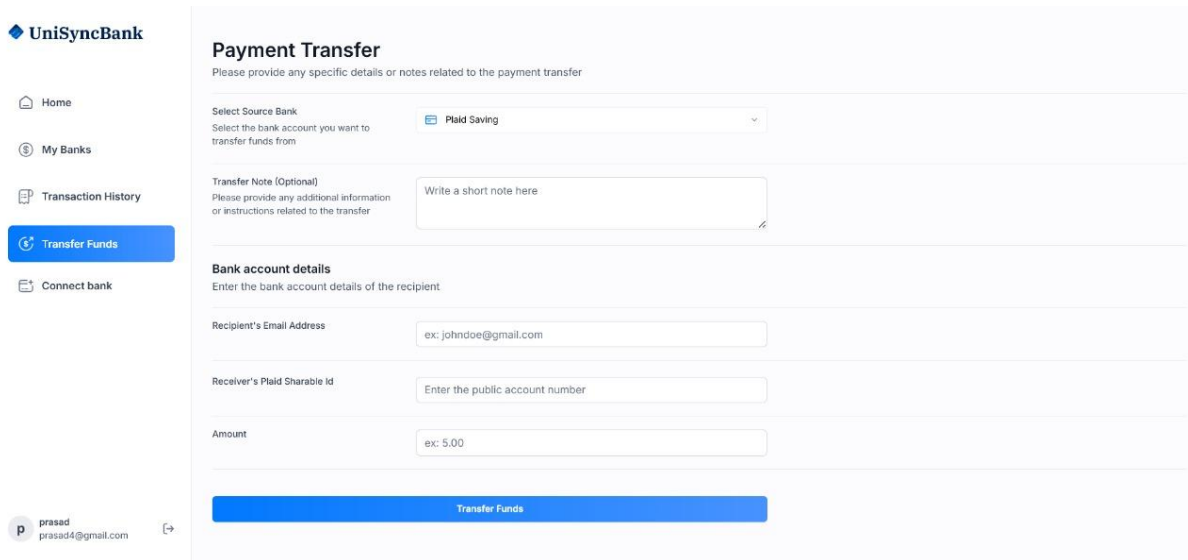 UniSyncBank
Home
My Banks
Transaction History
Transfer Funds
Connect bank
p
prasad
prasad4@gmail.com
Payment Transfer
Please provide any specific details or notes related to the payment transfer
Select Source Bank
Select the bank account you want to
transfer funds from
Plaid Saving
Transfer Note (Optional)
Please provide any additional information
or instructions related to the transfer
Write a short note here
Bank account details
Enter the bank account details of the recipient
Recipient's Email Address
ex: johndoe@gmail.com
Receiver's Plaid Sharable Id
Enter the public account number
Amount
ex: 5.00
Transfer Funds